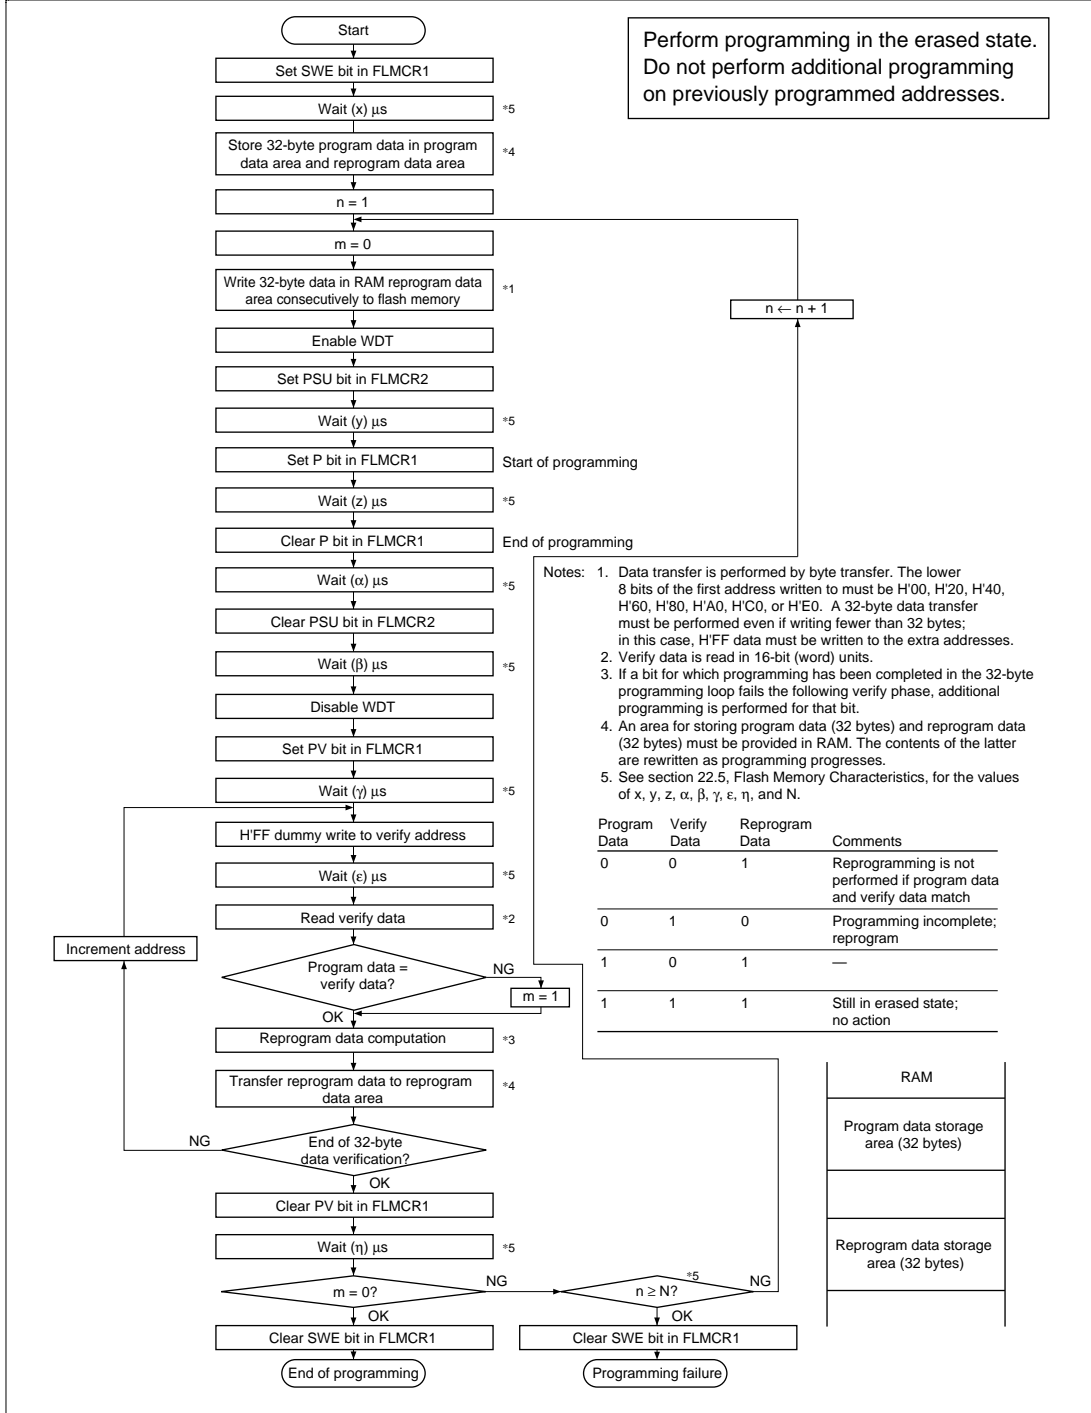 Start
Perform programming in the erased state.
Do not perform additional programming
on previously programmed addresses.
Set SWE bit in FLMCR1
Wait (x) μs *5
Store 32-byte program data in program
data area and reprogram data area
*4
n = 1
m = 0
Write 32-byte data in RAM reprogram data
area consecutively to flash memory
*1
n ← n + 1
Enable WDT
Set PSU bit in FLMCR2
Wait (y) μs *5
Set P bit in FLMCR1 Start of programming
Wait (z) μs *5
Clear P bit in FLMCR1 End of programming
Wait (α) μs *5
Clear PSU bit in FLMCR2
Wait (β) μs *5
Disable WDT
Set PV bit in FLMCR1
Wait (γ) μs *5
H'FF dummy write to verify address
Wait (ε) μs *5
Read verify data *2
Increment address
Program data =
verify data?
NG
m = 1
OK
Reprogram data computation *3
Transfer reprogram data to reprogram
data area
*4
NG
End of 32-byte
data verification?
OK
Clear PV bit in FLMCR1
Wait (η) μs *5
m = 0?
NG
n ≥ N?
*5
NG
OK
OK
Clear SWE bit in FLMCR1
Clear SWE bit in FLMCR1
End of programming
Programming failure
Notes: 1. Data transfer is performed by byte transfer. The lower
8 bits of the first address written to must be H'00, H'20, H'40,
H'60, H'80, H'A0, H'C0, or H'E0. A 32-byte data transfer
must be performed even if writing fewer than 32 bytes;
in this case, H'FF data must be written to the extra addresses.
2. Verify data is read in 16-bit (word) units.
3. If a bit for which programming has been completed in the 32-byte
programming loop fails the following verify phase, additional
programming is performed for that bit.
4. An area for storing program data (32 bytes) and reprogram data
(32 bytes) must be provided in RAM. The contents of the latter
are rewritten as programming progresses.
5. See section 22.5, Flash Memory Characteristics, for the values
of x, y, z, α, β, γ, ε, η, and N.
Program Verify Reprogram
Data Data Data Comments
0 0 1 Reprogramming is not
performed if program data
and verify data match
0 1 0 Programming incomplete;
reprogram
1 0 1 —
1 1 1 Still in erased state;
no action
RAM
Program data storage
area (32 bytes)
Reprogram data storage
area (32 bytes)